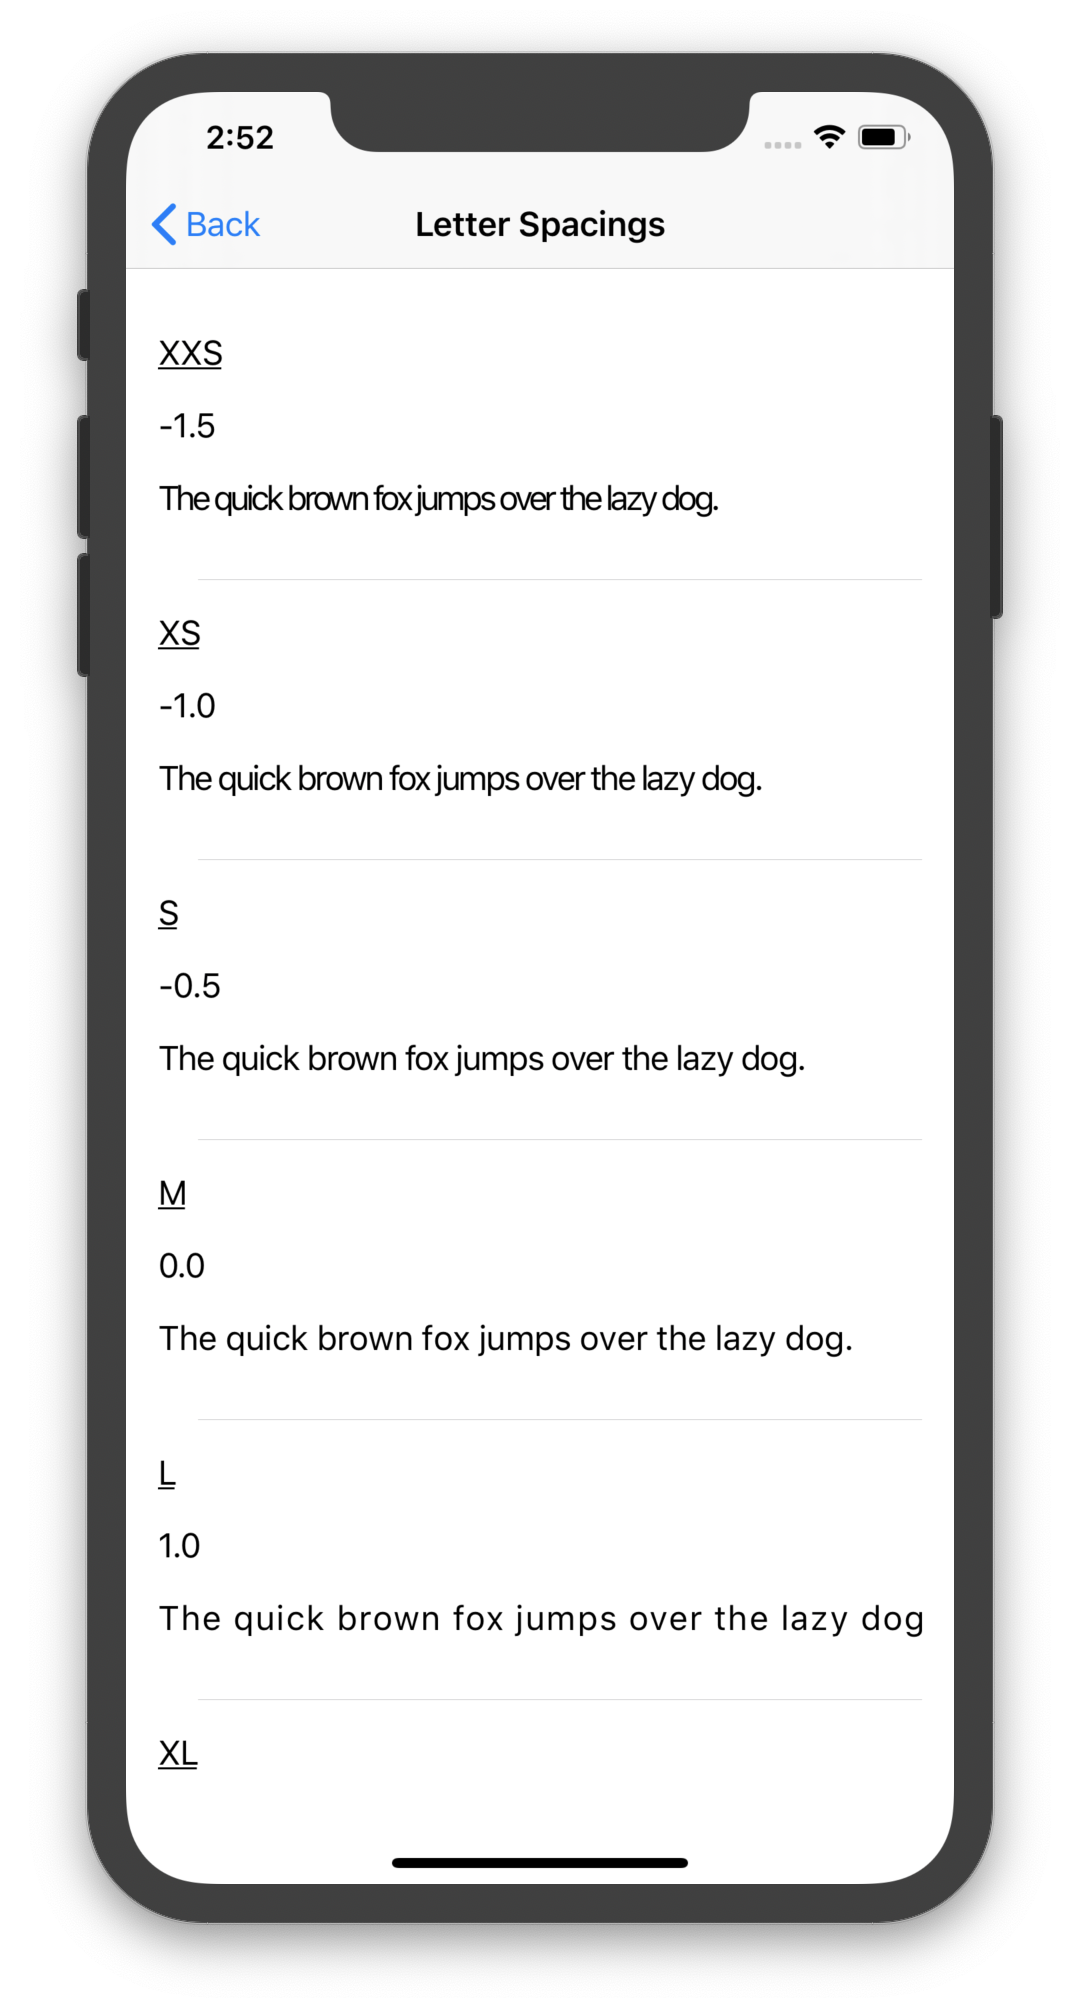 2:52
Back
Letter Spacings
XXS
-1.5
The quick brown fox jumps over the lazy dog.
XS
-1.0
The quick brown fox jumps over the lazy dog.
S
-0.5
The quick brown fox jumps over the lazy dog.
M
0.0
The quick brown fox jumps over the lazy dog.
L
1.0
The quick brown fox jumps over the lazy dog
XL